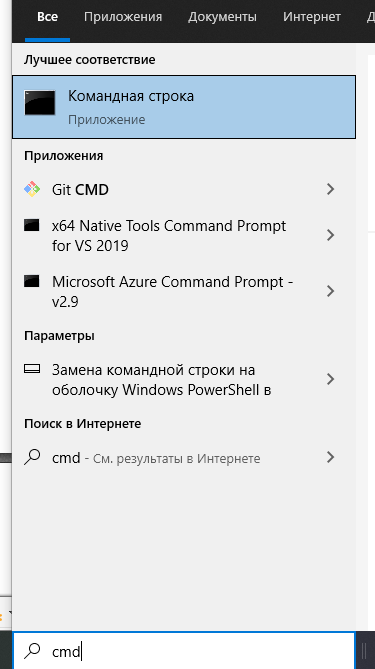 Все Приложения Документы Интернет
Лучшее соответствие
Командная строка
Приложение
Приложения
Git CMD
x64 Native Tools Command Prompt
for VS 2019
Microsoft Azure Command Prompt -
v2.9
Параметры
Замена командной строки на
оболочку Windows PowerShell в
Поиск в Интернете
cmd - См. результаты в Интернете
cmd